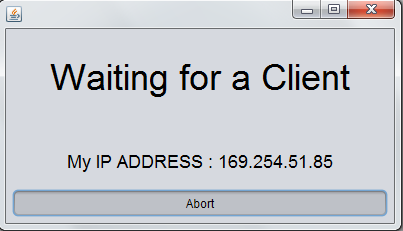 Waiting for a Client
My IP ADDRESS : 169.254.51.85
Abort